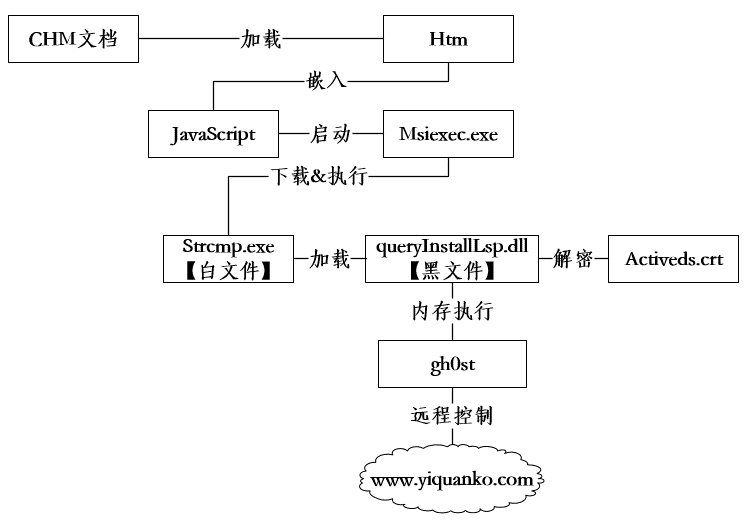 CHM文档
加载
Htm
嵌入
JavaScript
启动
Msiexec.exe
下载&执行
Strcmp.exe
【白文件】
加载
queryInstallLsp.dll
【黑文件】
解密
Activeds.crt
内存执行
gh0st
远程控制
www.yiquanko.com